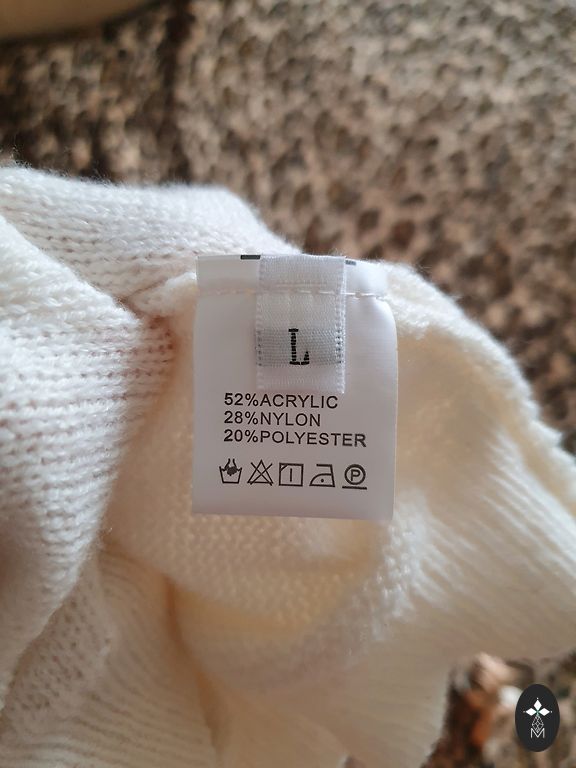 L
52%ACRYLIC
28%NYLON
20%POLYESTER
P
M